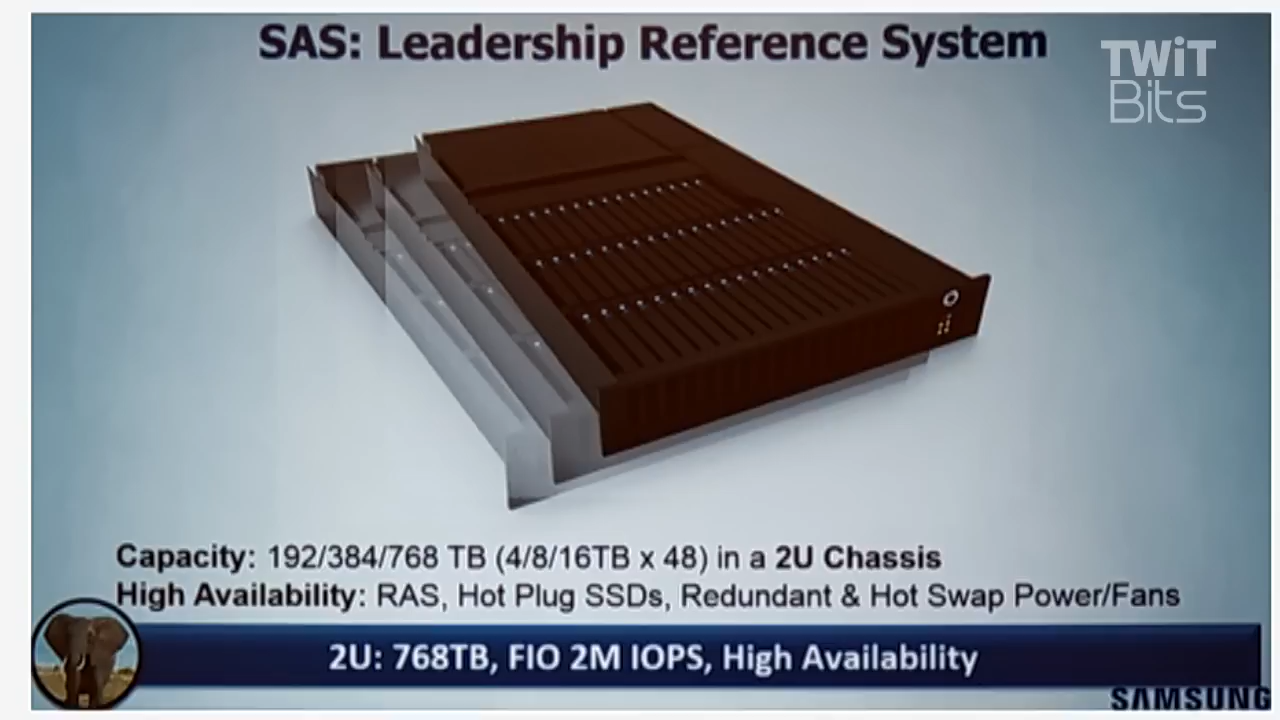 SAS: Leadership Reference System
TWiT
Bits
Capacity: 192/384/768 TB (4/8/16TB x 48) in a 2U Chassis
High Availability: RAS, Hot Plug SSDs, Redundant & Hot Swap Power/Fans
2U: 768TB, FIO 2M IOPS, High Availability
SAMSUNG